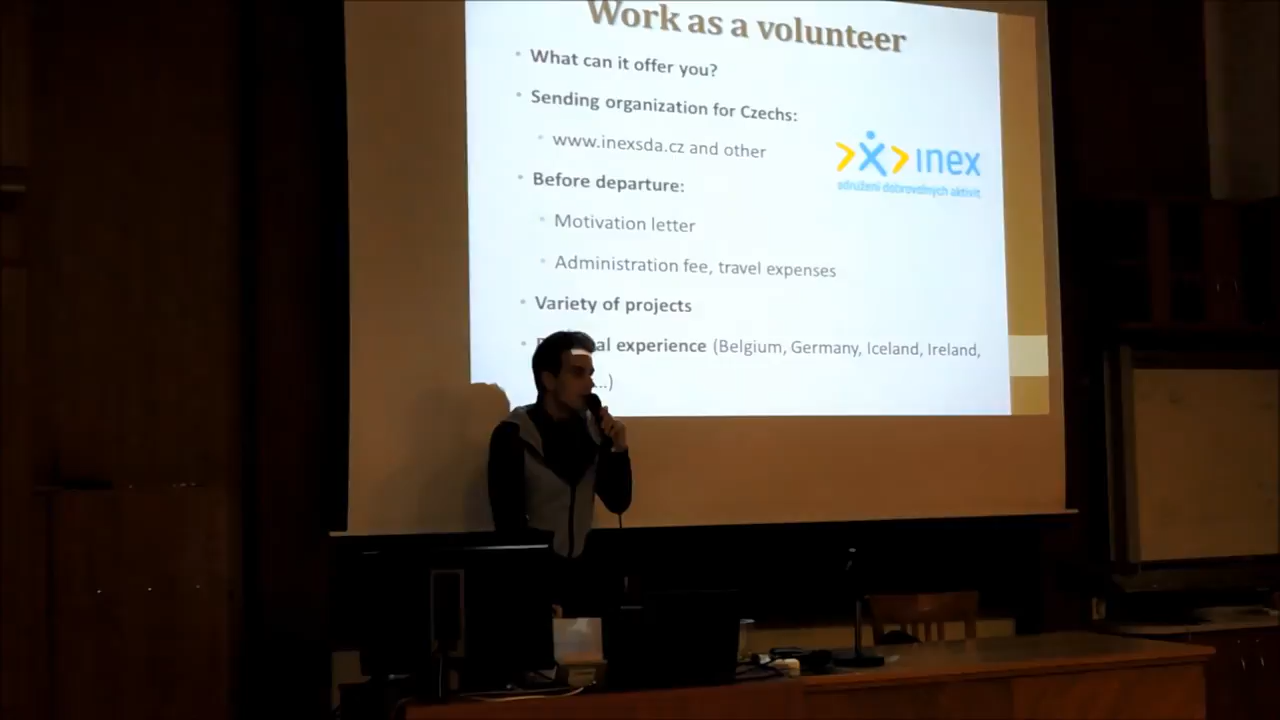 Work as a volunteer
What can it offer you?
Sending organization for Czechs:
www.inexsda.cz and other
Before departure:
Motivation letter
Administration fee, travel expenses
Variety of projects
al experience (Belgium, Germany, Iceland, Ireland,
...)
inex
sdružení dobrovolných aktivit